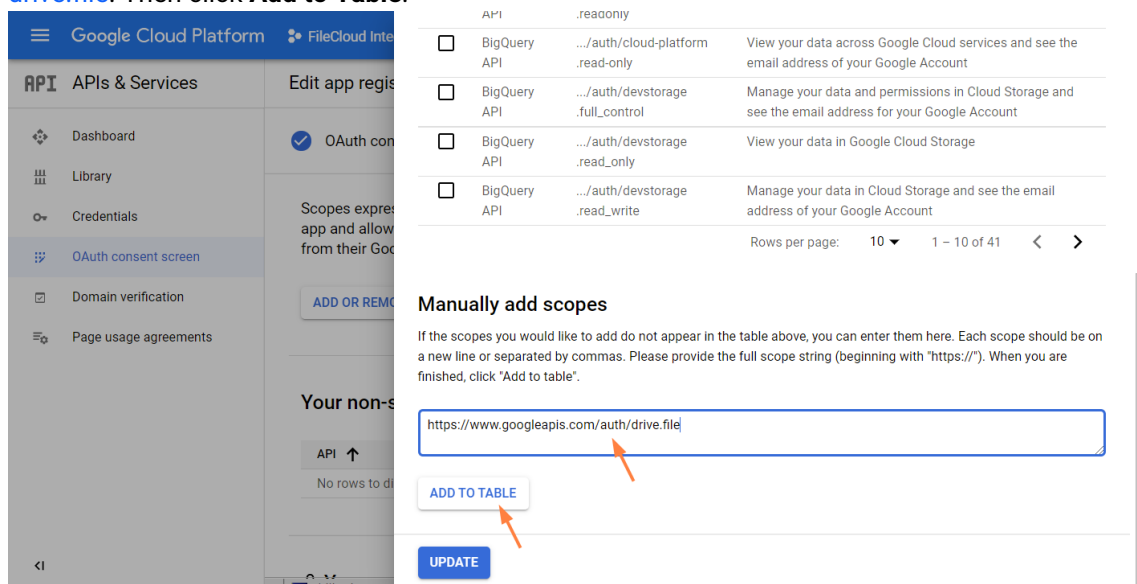 drive.file. Then click Add to Table.
Google Cloud Platform
FileCloud Inte
API APIs & Services
Edit app regis
Dashboard
Library
Credentials
OAuth consent screen
Domain verification
Page usage agreements
OAuth con
Scopes expres
app and allow
from their Goo
ADD OR REMO
Your non-s
API
No rows to di
API .readonly
BigQuery .../auth/cloud-platform View your data across Google Cloud services and see the
API .read-only email address of your Google Account
BigQuery .../auth/devstorage Manage your data and permissions in Cloud Storage and
API .full_control see the email address for your Google Account
BigQuery .../auth/devstorage View your data in Google Cloud Storage
API .read_only
BigQuery .../auth/devstorage Manage your data in Cloud Storage and see the email
API .read_write address of your Google Account
Rows per page: 10 1 – 10 of 41
Manually add scopes
If the scopes you would like to add do not appear in the table above, you can enter them here. Each scope should be on
a new line or separated by commas. Please provide the full scope string (beginning with "https://"). When you are
finished, click "Add to table".
https://www.googleapis.com/auth/drive.file
ADD TO TABLE
UPDATE